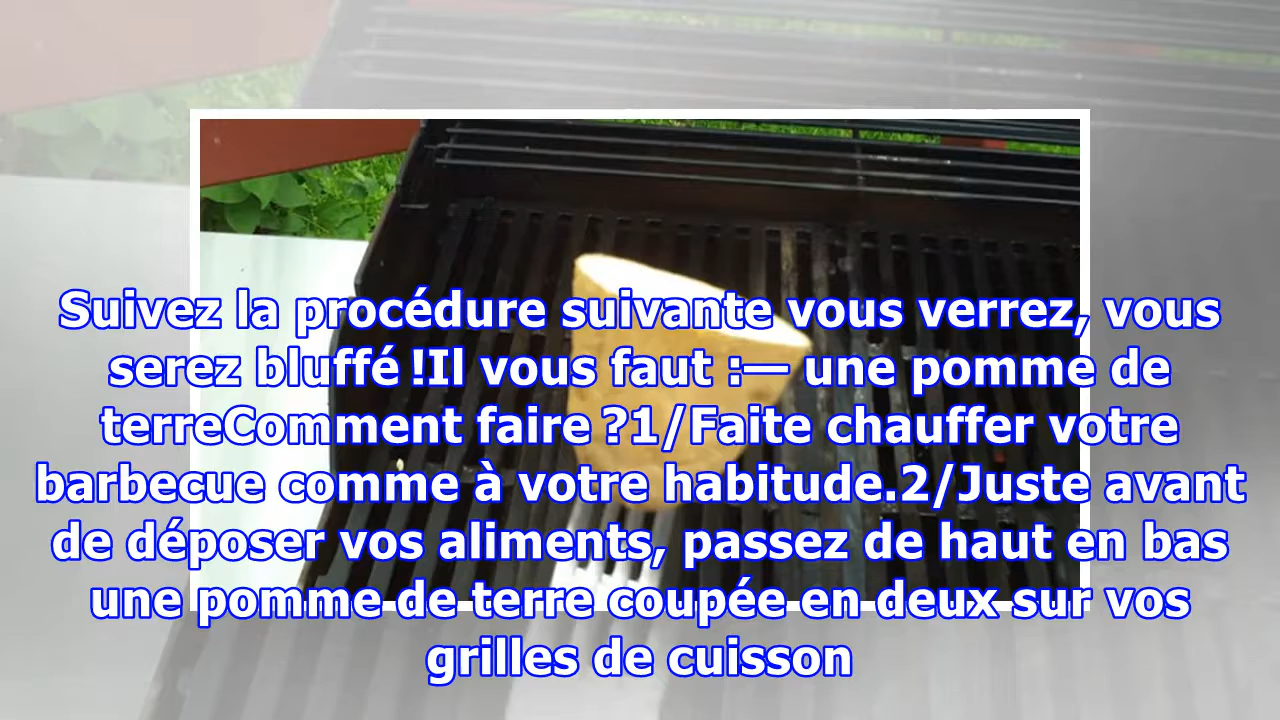 Suivez la procédure suivante vous verrez, vous
serez bluffé !Il vous faut :— une pomme de
terreComment faire ?1/Faite chauffer votre
barbecue comme à votre habitude.2/Juste avant
de déposer vos aliments, passez de haut en bas
une pomme de terre coupée en deux sur vos
grilles de cuisson